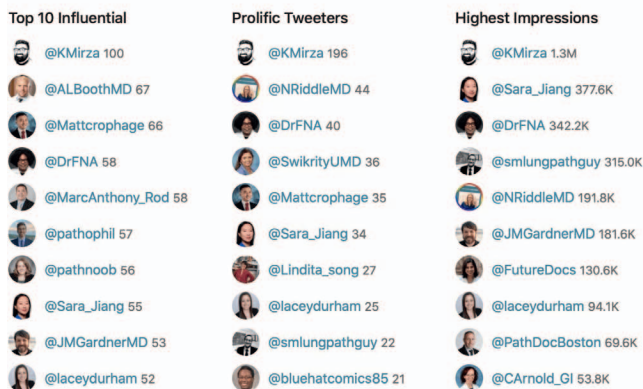 Top 10 Influential
@KMirza 100
@ALBoothMD 67
@Mattcrophage 66
@DrFNA 58
@MarcAnthony_Rod 58
@pathophil 57
@pathnoob 56
@Sara_Jiang 55
@JMGardnerMD 53
@laceydurham 52
Prolific Tweeters
@KMirza 196
@NRiddleMD 44
@DrFNA 40
@SwikrityUMD 36
@Mattcrophage 35
@Sara_Jiang 34
@Lindita_song 27
@laceydurham 25
@smlungpathguy 22
@bluehatcomics85 21
Highest Impressions
@KMirza 1.3M
@Sara_Jiang 377.6K
@DrFNA 342.2K
@smlungpathguy 315.0K
@NRiddleMD 191.8K
@JMGardnerMD 181.6K
@FutureDocs 130.6K
@laceydurham 94.1K
@PathDocBoston 69.6K
@CArnold_GI 53.8K